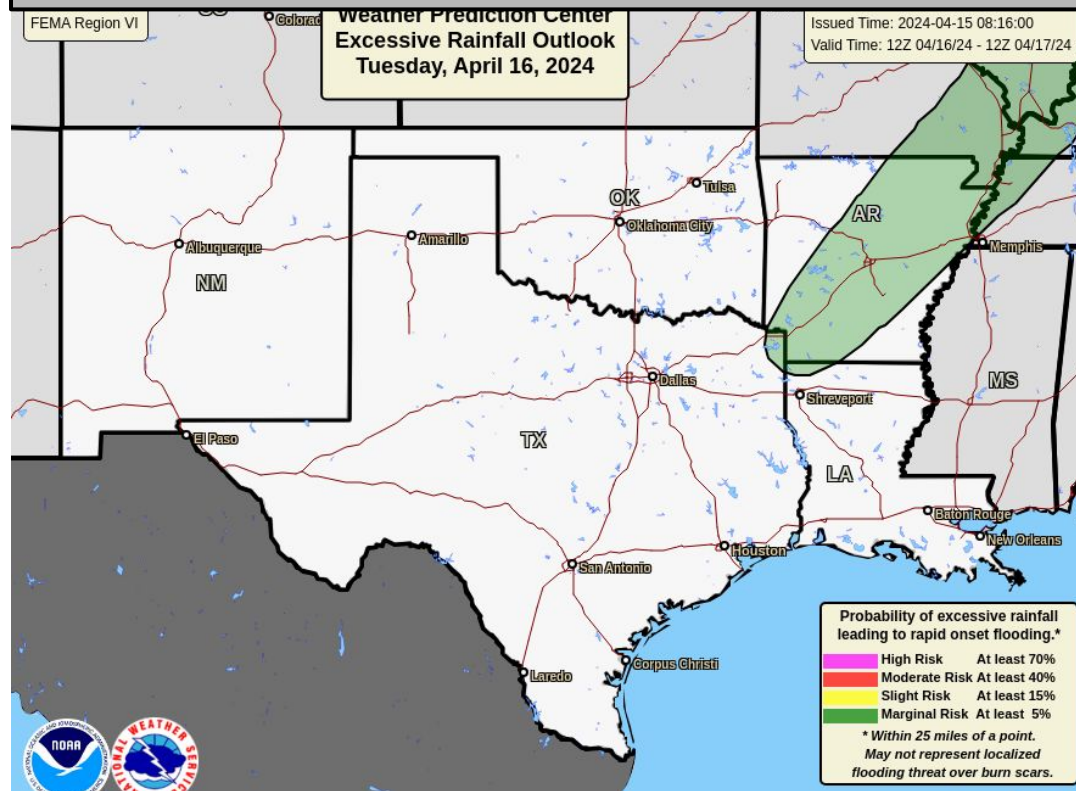 FEMA Region VI
Weather Prediction Center
Excessive Rainfall Outlook
Tuesday, April 16, 2024
Issued Time: 2024-04-15 08:16:00
Valid Time: 12Z 04/16/24 - 12Z 04/17/24
Tulsa
OK
Oklahoma City
AR
Albuquerque
Amarillo
Memphis
NM
Dallas
MS
Shreveport
El Paso
TX
LA
Baton Rouge
New Orleans
Houston
San Antonio
Corpus Christi
Laredo
Probability of excessive rainfall
leading to rapid onset flooding.*
High Risk At least 70%
Moderate Risk At least 40%
Slight Risk At least 15%
Marginal Risk At least 5%
* Within 25 miles of a point.
May not represent localized
flooding threat over burn scars.
NOAA
NATIONAL WEATHER SERVICE